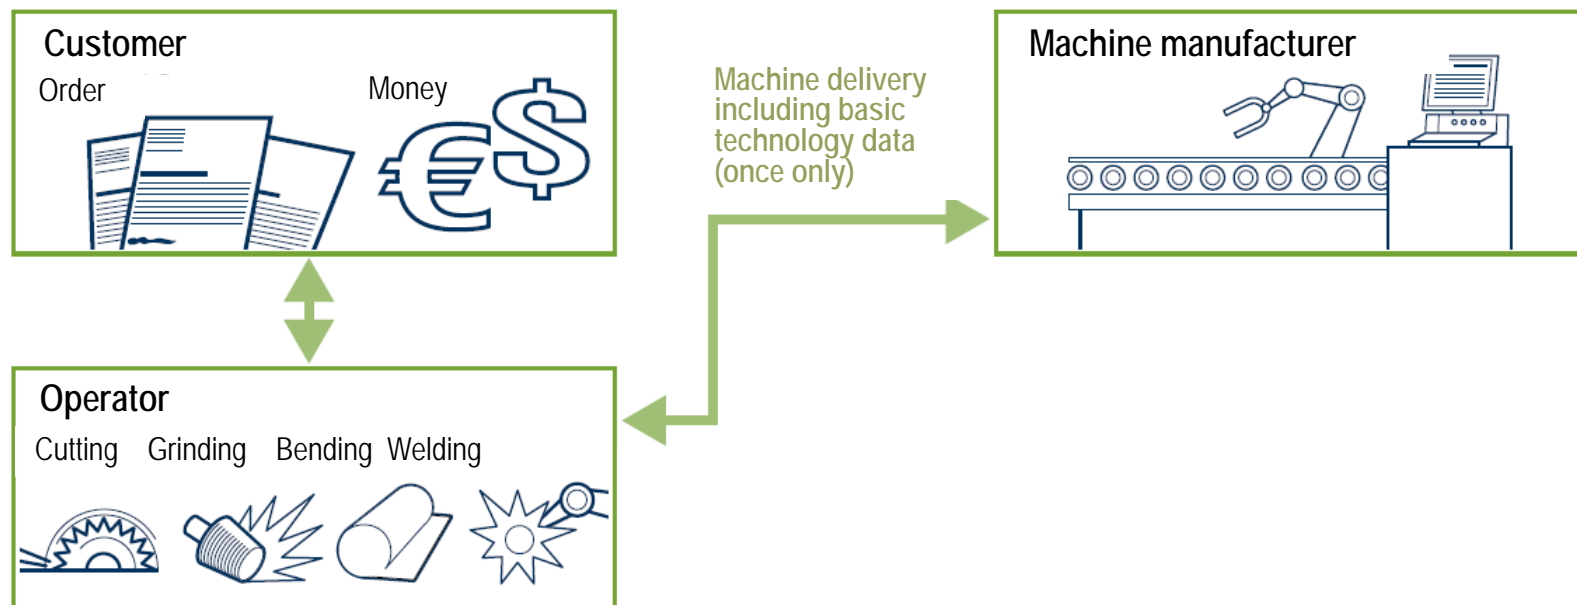 Customer
Order
Money
€
$
Machine delivery
including basic
technology data
(once only)
Machine manufacturer
Operator
Cutting Grinding Bending Welding